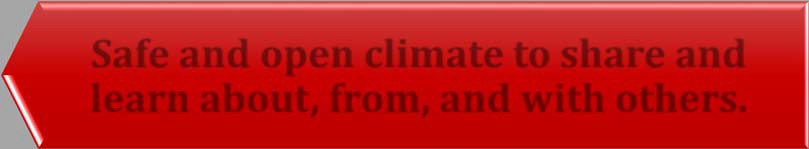 Safe and open climate to share and
learn about, from, and with others.